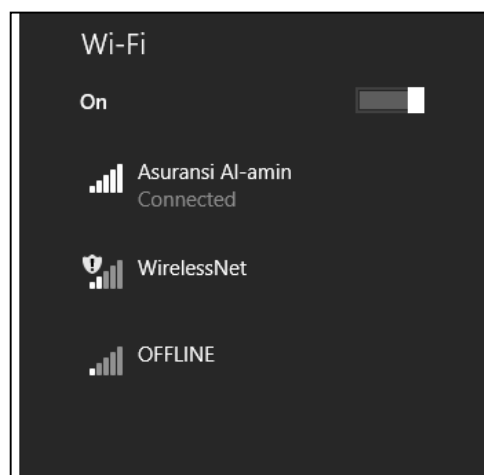 Wi-Fi
On
Asuransi Al-amin
Connected
WirelessNet
OFFLINE